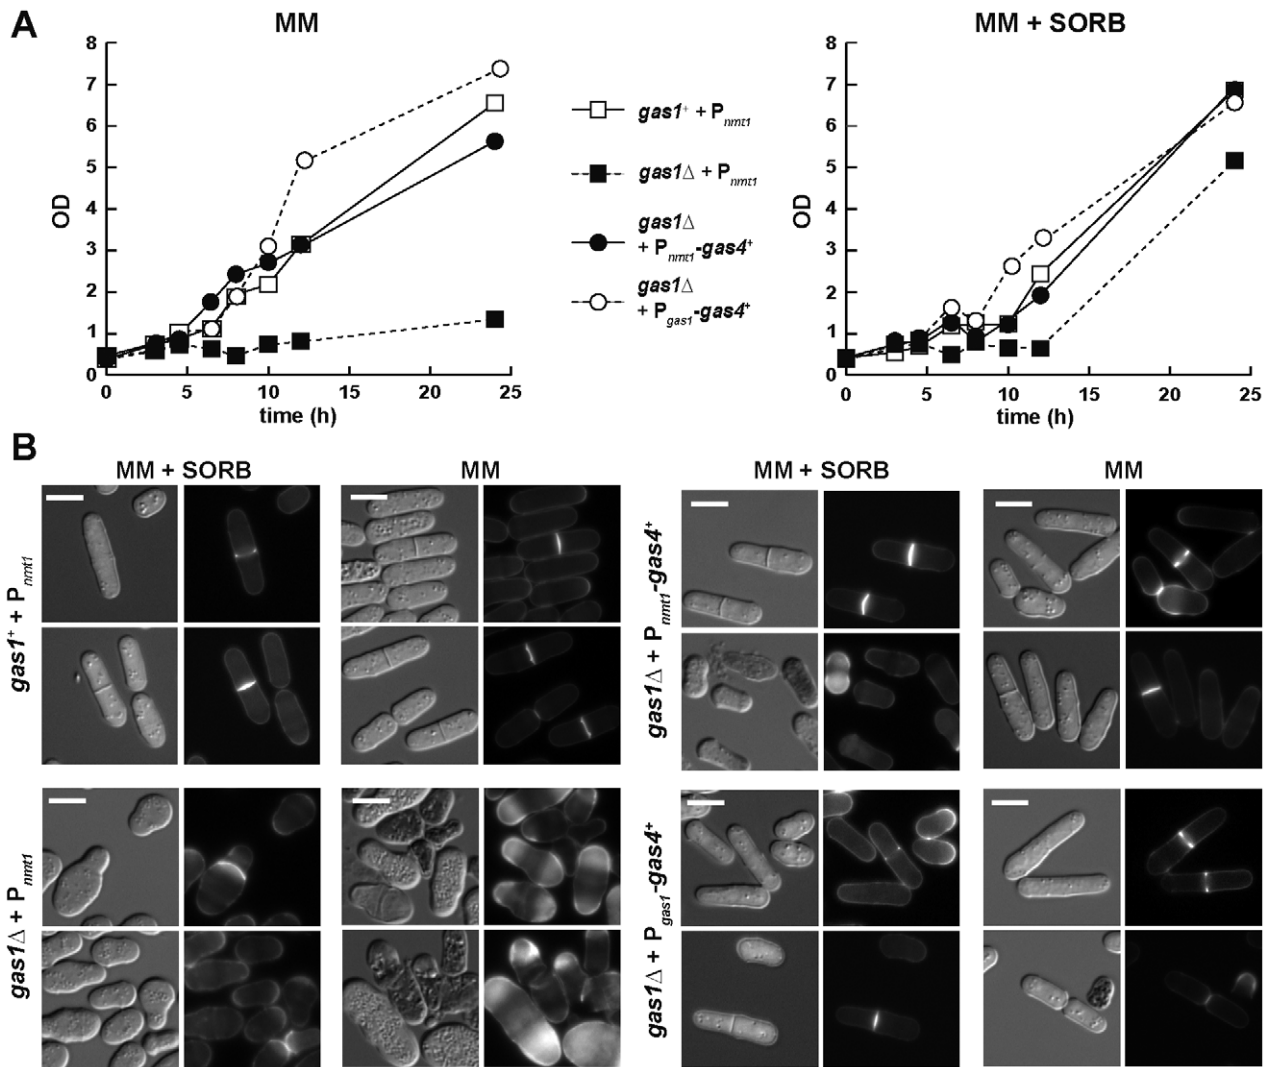 A
MM
MM + SORB
OD
8
7
6
5
4
3
2
1
0
0 5 10 15 20 25
time (h)
gas1+ + Pnmt1
gas1Δ + Pnmt1
gas1Δ
+ Pnmt1-gas4+
gas1Δ
+ Pgas1-gas4+
OD
8
7
6
5
4
3
2
1
0
0 5 10 15 20 25
time (h)
B
MM + SORB MM MM + SORB MM
gas1+ + Pnmt1
gas1Δ + Pnmt1-gas4+
gas1Δ + Pnmt1
gas1Δ + Pgas1-gas4+